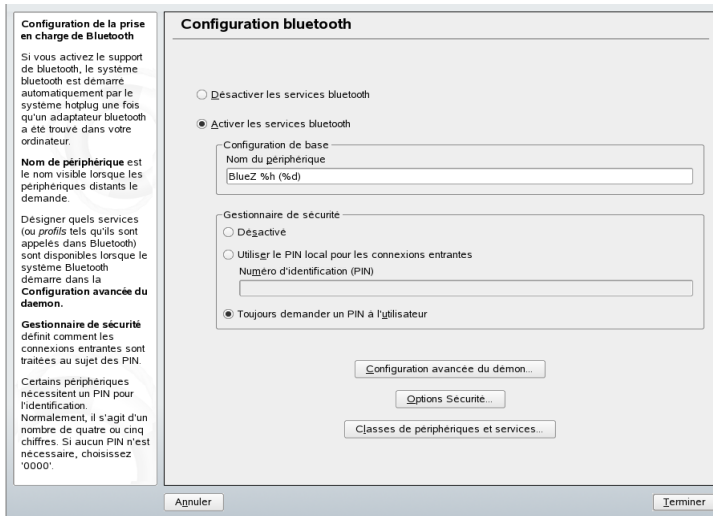 Configuration de la prise
en charge de Bluetooth
Si vous activez le support
de bluetooth, le système
bluetooth est démarré
automatiquement par le
système hotplug une fois
qu'un adaptateur bluetooth
a été trouvé dans votre
ordinateur.
Nom de périphérique est
le nom visible lorsque les
périphériques distants le
demande.
Désigner quels services
(ou profils tels qu'ils sont
appelés dans Bluetooth)
sont disponibles lorsque le
système Bluetooth
démarre dans la
Configuration avancée du
daemon.
Gestionnaire de sécurité
définit comment les
connexions entrantes sont
traitées au sujet des PIN.
Certains périphériques
nécessitent un PIN pour
l'identification.
Normalement, il s'agit d'un
nombre de quatre ou cinq
chiffres. Si aucun PIN n'est
nécessaire, choisissez
'0000'.
Configuration bluetooth
Désactiver les services bluetooth
Activer les services bluetooth
Configuration de base
Nom du périphérique
BlueZ %h (%d)
Gestionnaire de sécurité
Désactivé
Utiliser le PIN local pour les connexions entrantes
Numéro d'identification (PIN)
Toujours demander un PIN à l'utilisateur
Configuration avancée du démon...
Options Sécurité...
Classes de périphériques et services...
Annuler
Terminer